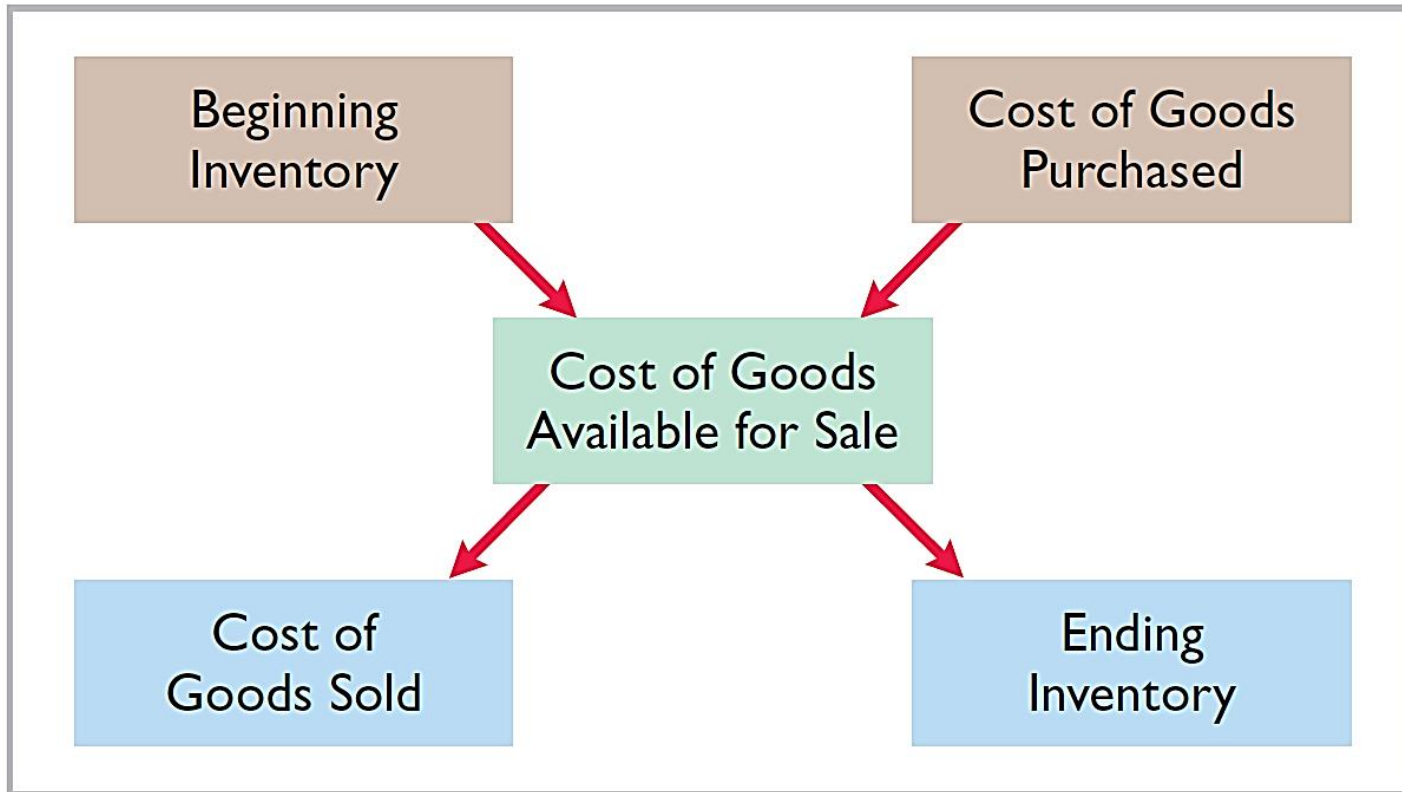 Beginning
Inventory
Cost of Goods
Purchased
Cost of Goods
Available for Sale
Cost of
Goods Sold
Ending
Inventory